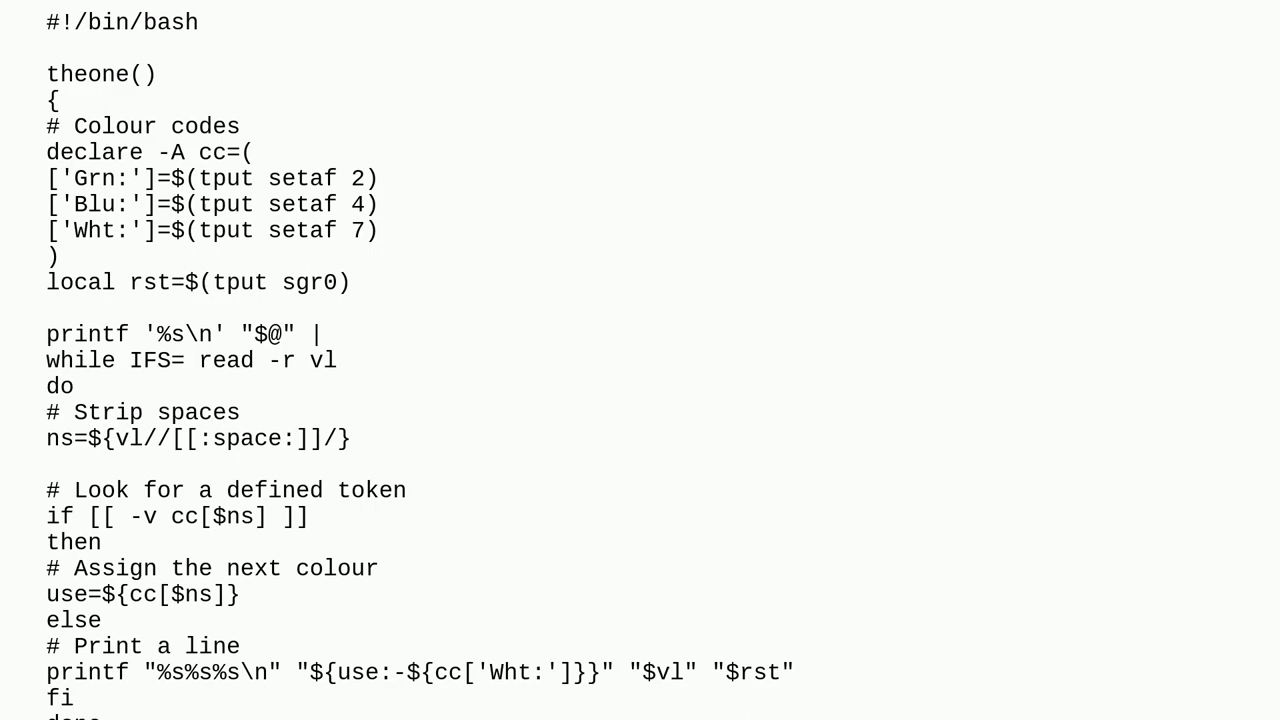 #!/bin/bash
theone()
{
# Colour codes
declare -A cc=(
['Grn:']=$(tput setaf 2)
['Blu:']=$(tput setaf 4)
['Wht:']=$(tput setaf 7)
)
local rst=$(tput sgr0)
printf '%s\n' "$@" |
while IFS= read -r vl
do
# Strip spaces
ns=${vl//[[:space:]]/}
# Look for a defined token
if [[ -v cc[$ns] ]]
then
# Assign the next colour
use=${cc[$ns]}
else
# Print a line
printf "%s%s%s\n" "${use:-${cc['Wht:']}}" "$vl" "$rst"
fi